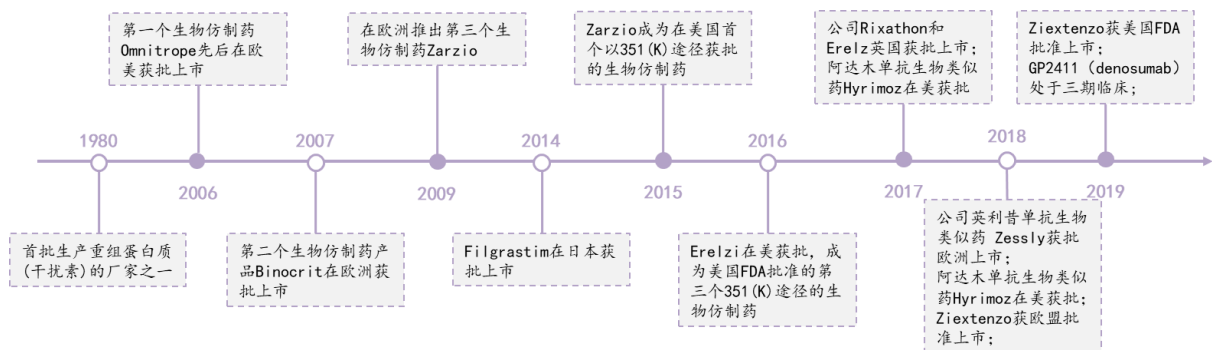 第一个生物仿制药
Omnitrope先后在欧
美获批上市
在欧洲推出第三个生
物仿制药Zarzio
Zarzio成为在美国首
个以351(K)途径获批
的生物仿制药
公司Rixathon和
Erelz英国获批上市；
阿达木单抗生物类似
药Hyrimoz在美获批
Ziextenzo获美国FDA
批准上市；
GP2411（denosumab）
处于三期临床；
1980
2007
2014
2016
2018
2006
2009
2015
2017
2019
首批生产重组蛋白质
(干扰素)的厂家之一
第二个生物仿制药产
品Binocrit在欧洲获
批上市
Filgrastim在日本获
批上市
Erelzi在美获批，成
为美国FDA批准的第
三个351(K)途径的生
物仿制药
公司英利昔单抗生物
类似药 Zessly获批
欧洲上市；
阿达木单抗生物类似
药Hyrimoz在美获批；
Ziextenzo获欧盟批
准上市；